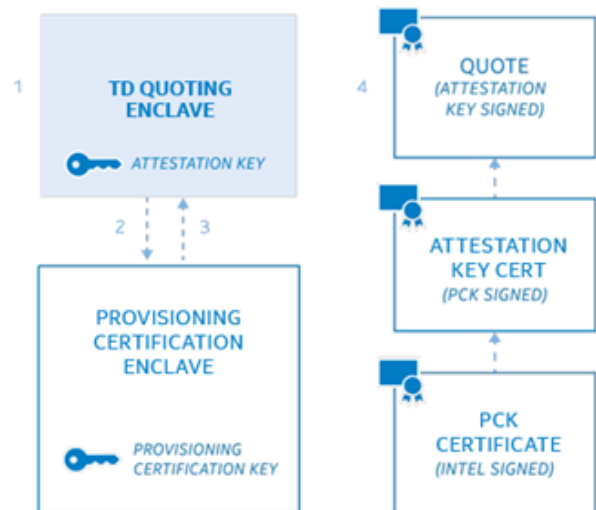 1
TD QUOTING
ENCLAVE
ATTESTATION KEY
2
3
PROVISIONING
CERTIFICATION
ENCLAVE
PROVISIONING
CERTIFICATION KEY
4
QUOTE
(ATTESTATION
KEY SIGNED)
ATTESTATION
KEY CERT
(PCK SIGNED)
PCK
CERTIFICATE
(INTEL SIGNED)